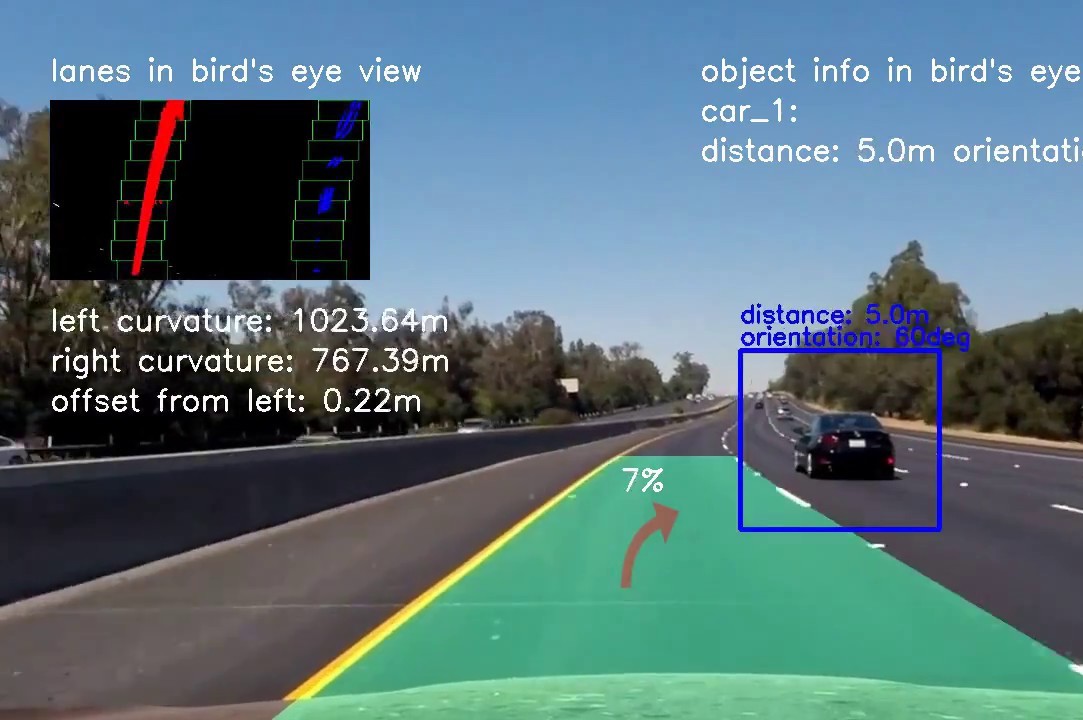 lanes in bird's eye view
object info in bird's eye
car_1:
distance: 5.0m orientati
left curvature: 1023.64m
right curvature: 767.39m
offset from left: 0.22m
distance: 5.0m
orientation: 60deg
7%